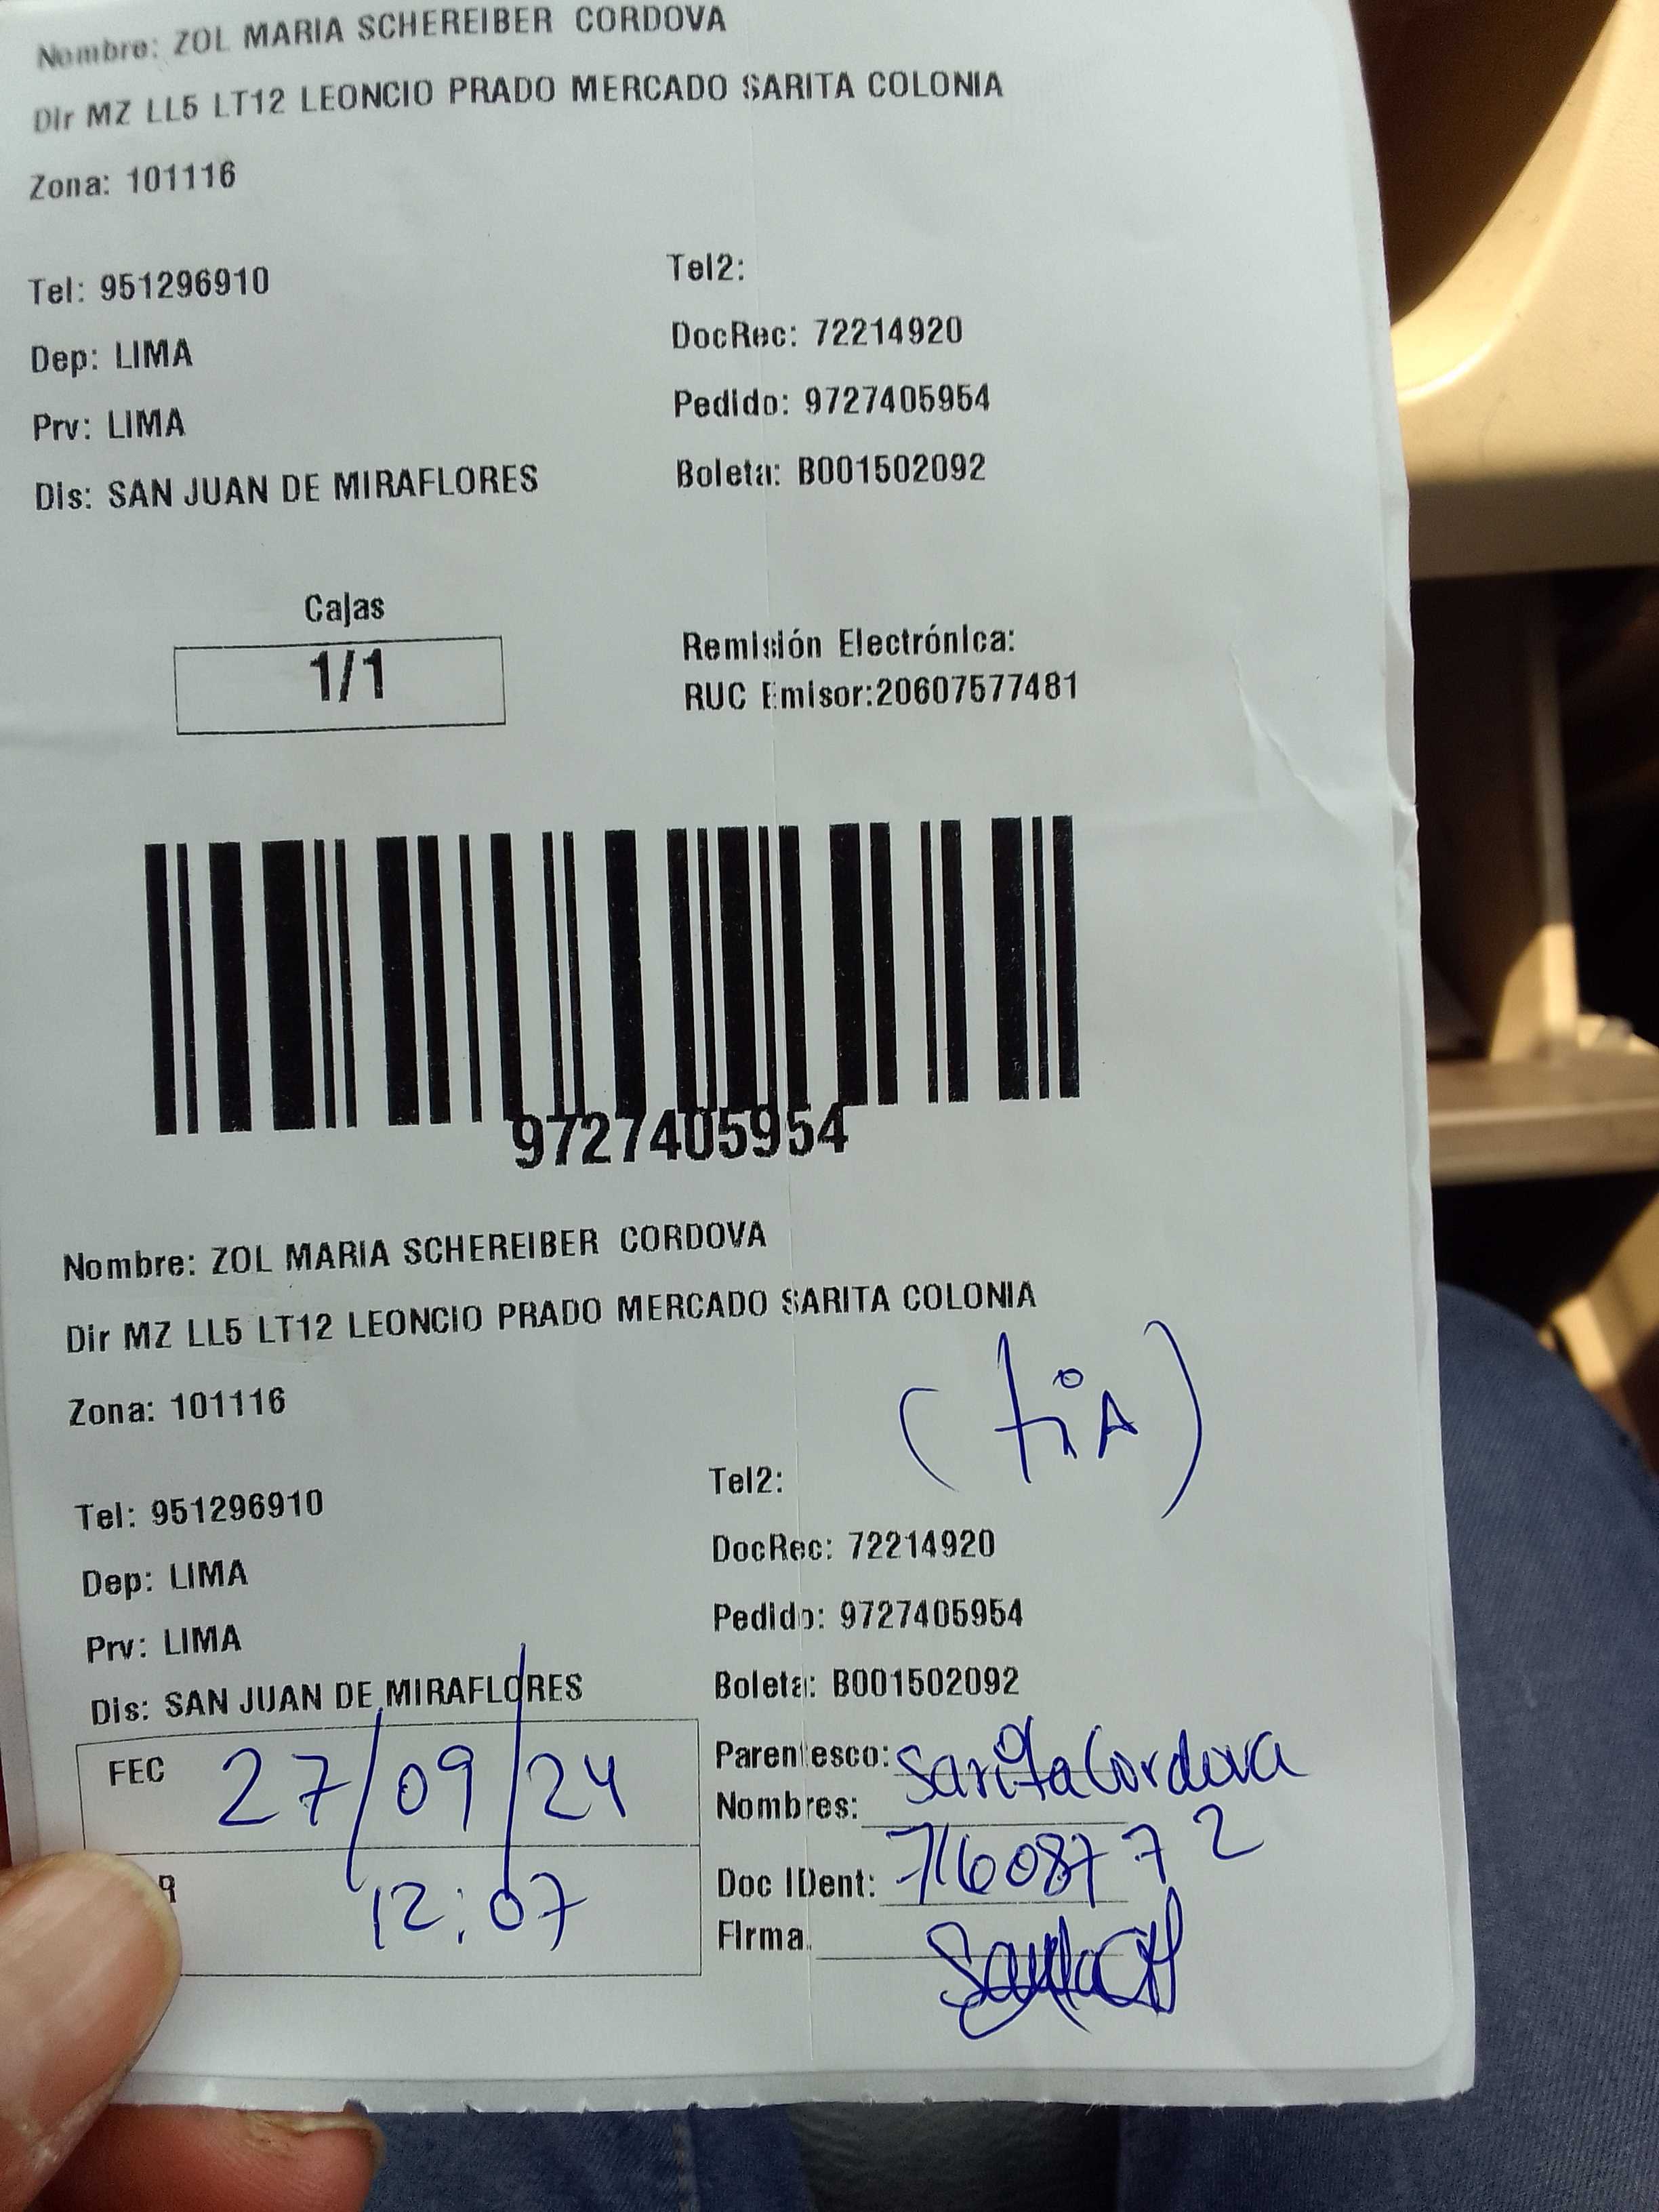 Nombre: ZOL MARIA SCHEREIBER CORDOVA
Dir MZ LL5 LT12 LEONCIO PRADO MERCADO SARITA COLONIA
Zona: 101116
Tel: 951296910
Tel2:
Dep: LIMA
DocRec: 72214920
Prv: LIMA
Pedido: 9727405954
Dis: SAN JUAN DE MIRAFLORES
Boleta: B001502092
Cajas
1/1
Remisión Electrónica:
RUC Emisor:20607577481
9727405954
Nombre: ZOL MARIA SCHEREIBER CORDOVA
Dir MZ LL5 LT12 LEONCIO PRADO MERCADO SARITA COLONIA
Zona: 101116
(tiA)
Tel: 951296910
Tel2:
Dep: LIMA
DocRec: 72214920
Prv: LIMA
Pedido: 9727405954
Dis: SAN JUAN DE MIRAFLORES
Boleta: B001502092
FEC 27/09/24
Parentesco: Sarita Cordova
Nombres:
12:07
Doc IDent: 71608772
Firma